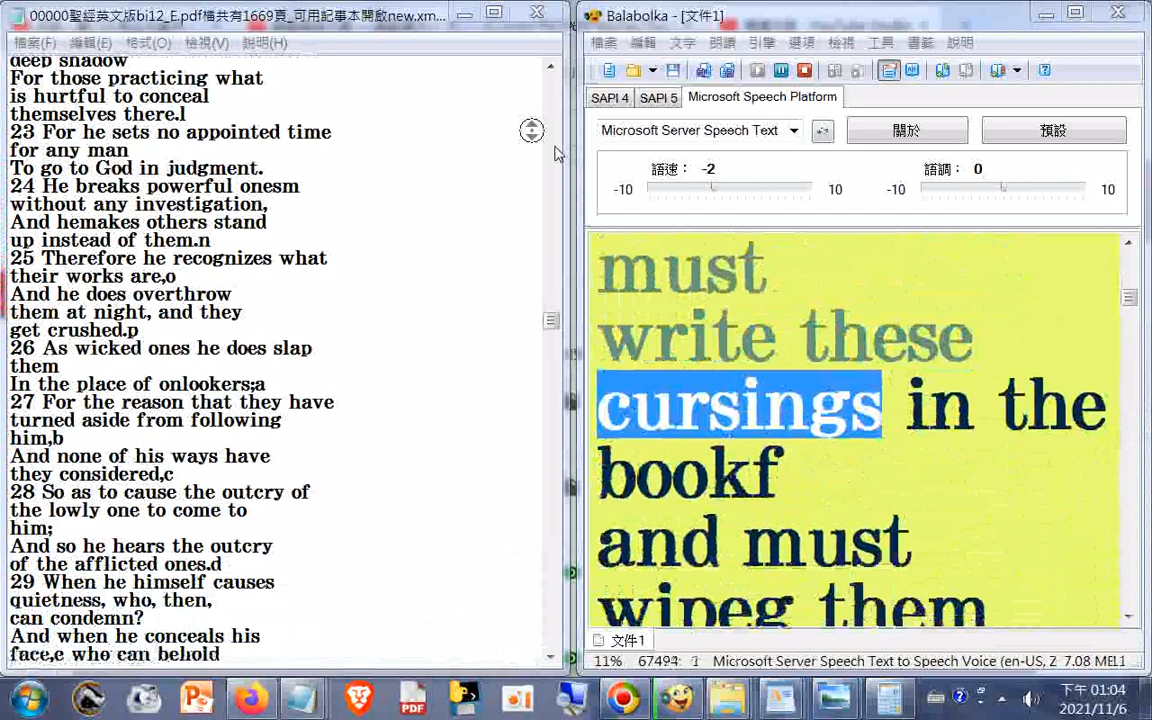 00000聖經英文版bi12_E.pdf檔共有1669頁_可用記事本開啟new.xm...
檔案(F) 編輯(E) 格式(O) 檢視(V) 說明(H)
deep shadow
For those practicing what
is hurtful to conceal
themselves there.l
23 For he sets no appointed time
for any man
To go to God in judgment.
24 He breaks powerful onesm
without any investigation,
And hemakes others stand
up instead of them.n
25 Therefore he recognizes what
their works are,o
And he does overthrow
them at night, and they
get crushed.p
26 As wicked ones he does slap
them
In the place of onlookers;a
27 For the reason that they have
turned aside from following
him,b
And none of his ways have
they considered,c
28 So as to cause the outcry of
the lowly one to come to
him;
And so he hears the outcry
of the afflicted ones.d
29 When he himself causes
quietness, who, then,
can condemn?
And when he conceals his
face,c who can behold
Balabolka - [文件1]
檔案 編輯 文字 朗讀 引擎 選項 檢視 工具 書籤 說明
SAPI 4 SAPI 5 Microsoft Speech Platform
Microsoft Server Speech Text 關於 預設
語速: -2 語調: 0
-10 10 -10 10
must
write these
cursings in the
bookf
and must
wipeg them
文件1
11% Microsoft Server Speech Text to Speech Voice (en-US, Z 7.08 ME
PDF
下午 01:04
2021/11/6